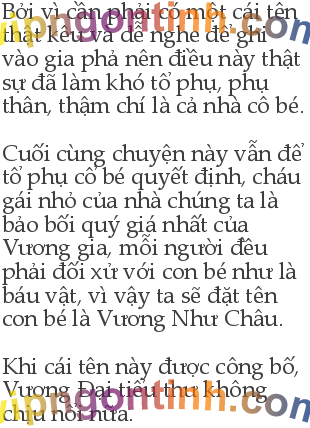 Bởi vì cần phải có một cái tên
thật kêu và dễ nghe để ghi
vào gia phả nên điều này thật
sự đã làm khó tổ phụ, phụ
thân, thậm chí là cả nhà cô bé.
Cuối cùng chuyện này vẫn để
tổ phụ cô bé quyết định, cháu
gái nhỏ của nhà chúng ta là
bảo bối quý giá nhất của
Vương gia, mỗi người đều
phải đối xử với con bé như là
báu vật, vì vậy ta sẽ đặt tên
con bé là Vương Như Châu.
Khi cái tên này được công bố,
Vương Đại tiểu thư không
chịu nổi nữa.
vipngontinh.com
vipngontinh.com